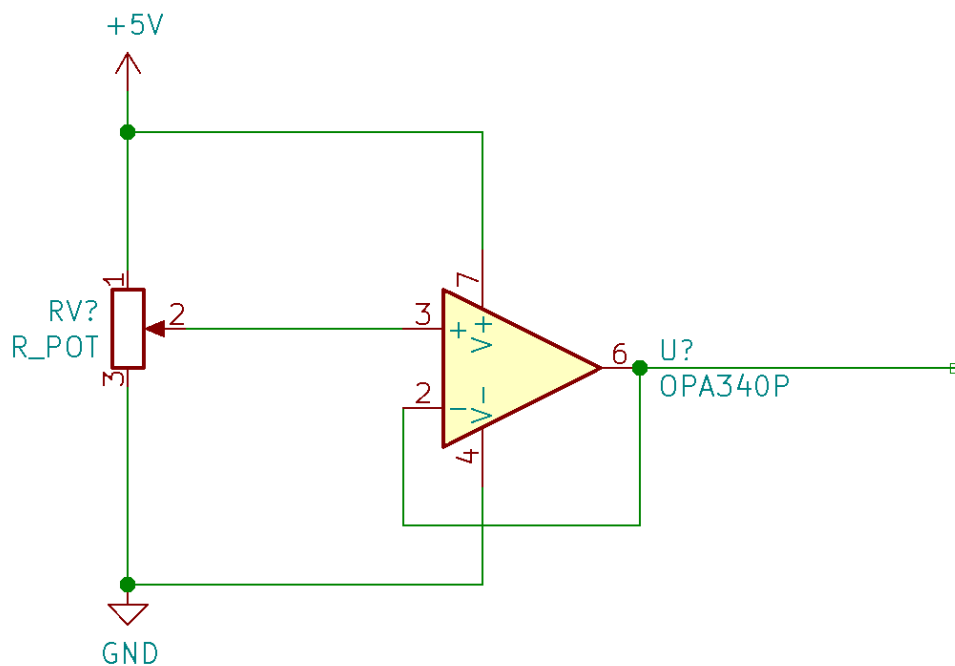 +5V
1
RV?
R_POT
2
3
7
3
+
V+
2
-
V-
4
6
U?
OPA340P
GND